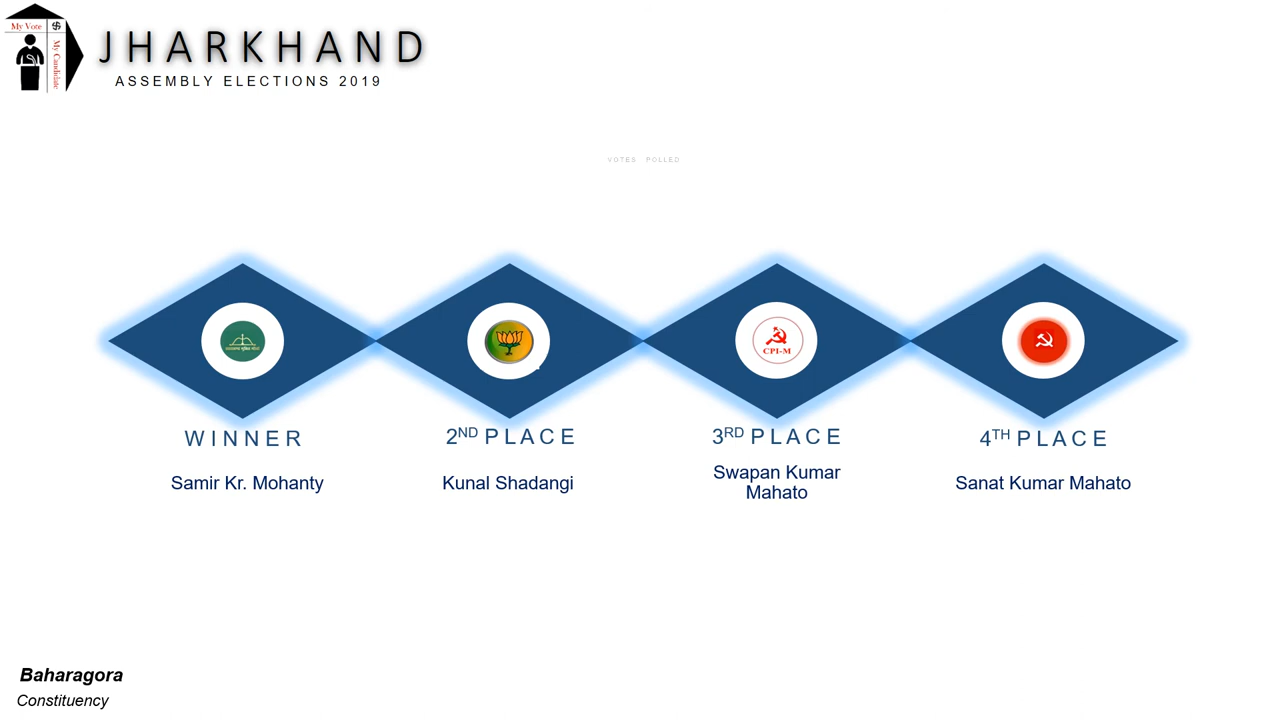 My Vote
My Candidate
JHARKHAND
ASSEMBLY ELECTIONS 2019
VOTES POLLED
CPI-M
WINNER
2ND PLACE
3RD PLACE
4TH PLACE
Samir Kr. Mohanty
Kunal Shadangi
Swapan Kumar
Mahato
Sanat Kumar Mahato
Baharagora
Constituency